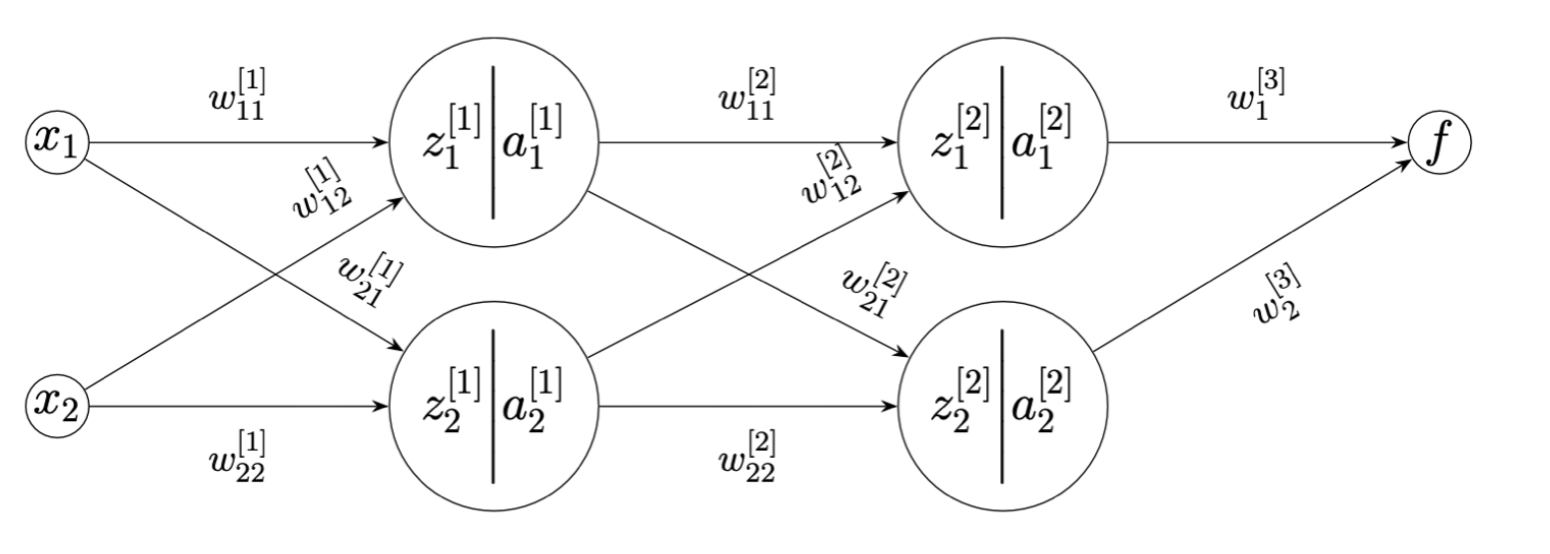 w_{11}^{[1]} w_{11}^{[2]} w_1^{[3]}
x_1 z_1^{[1]} | a_1^{[1]} z_1^{[2]} | a_1^{[2]} f
w_{12}^{[1]} w_{12}^{[2]}
w_{21}^{[1]} w_{21}^{[2]} w_2^{[3]}
x_2 z_2^{[1]} | a_2^{[1]} z_2^{[2]} | a_2^{[2]}
w_{22}^{[1]} w_{22}^{[2]}